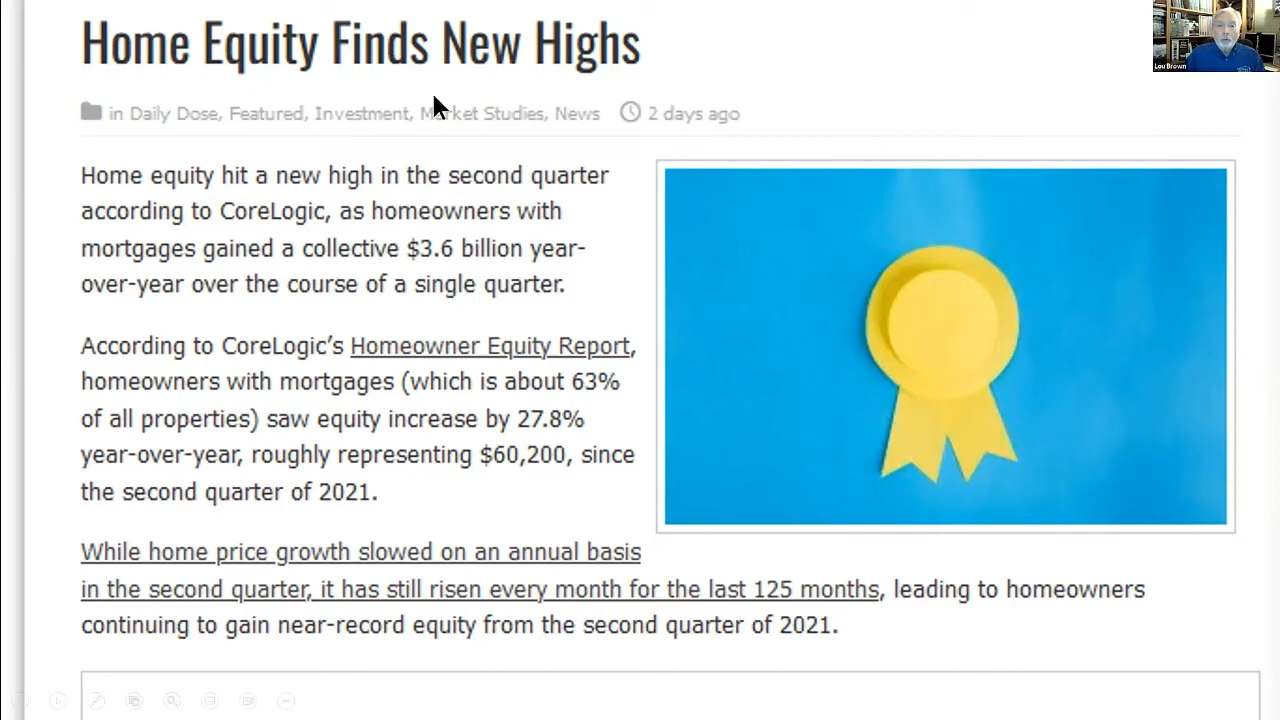 Home Equity Finds New Highs
Lou Brown
in Daily Dose, Featured, Investment, Market Studies, News 2 days ago
Home equity hit a new high in the second quarter
according to CoreLogic, as homeowners with
mortgages gained a collective $3.6 billion year-
over-year over the course of a single quarter.
According to CoreLogic’s Homeowner Equity Report,
homeowners with mortgages (which is about 63%
of all properties) saw equity increase by 27.8%
year-over-year, roughly representing $60,200, since
the second quarter of 2021.
While home price growth slowed on an annual basis
in the second quarter, it has still risen every month for the last 125 months, leading to homeowners
continuing to gain near-record equity from the second quarter of 2021.